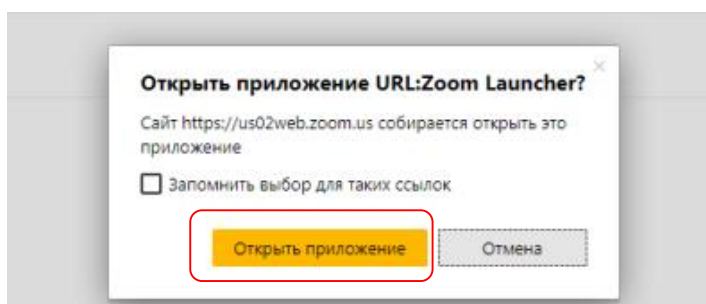 Открыть приложение URL:Zoom Launcher?
Сайт https://us02web.zoom.us собирается открыть это
приложение
Запомнить выбор для таких ссылок
Открыть приложение Отмена